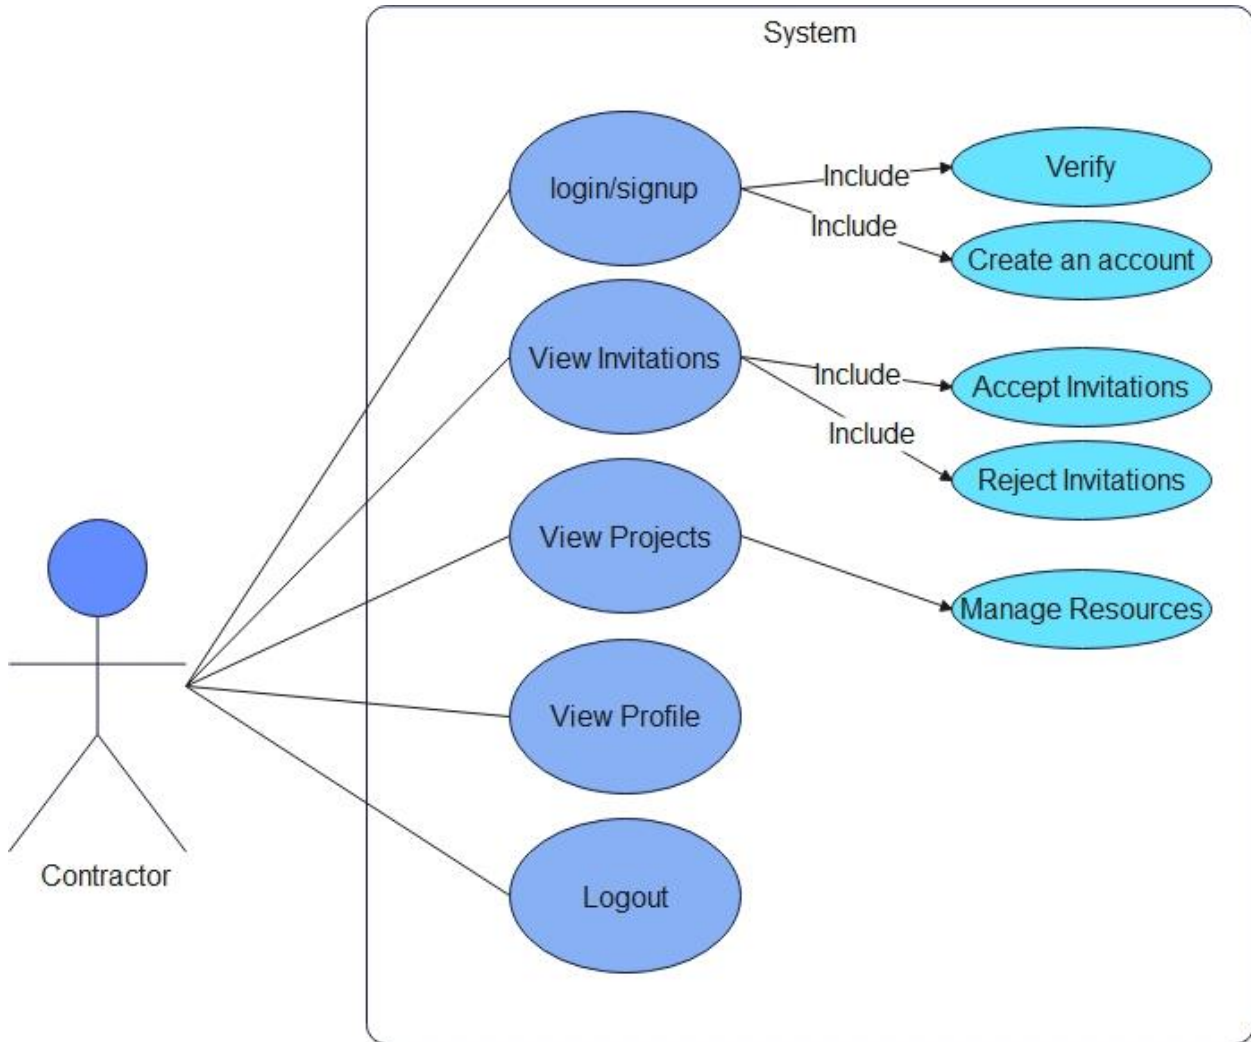 System
login/signup
Include
Verify
Include
Create an account
View Invitations
Include
Accept Invitations
Include
Reject Invitations
View Projects
Manage Resources
View Profile
Logout
Contractor